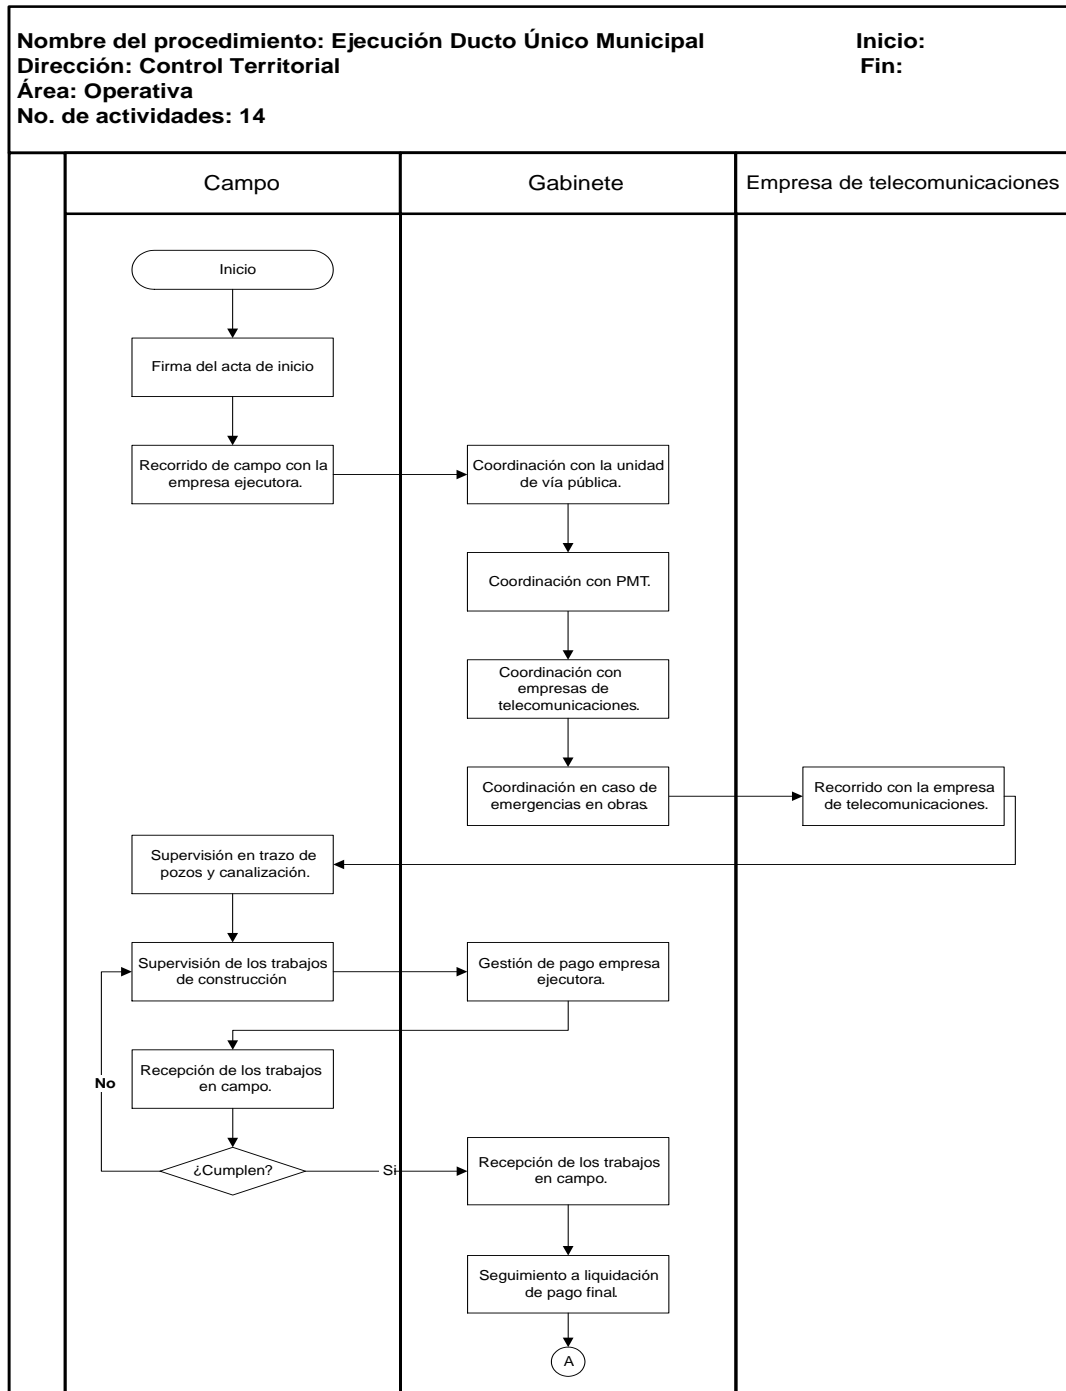 Nombre del procedimiento: Ejecución Ducto Único Municipal
Inicio:
Dirección: Control Territorial
Fin:
Área: Operativa
No. de actividades: 14
Campo
Gabinete
Empresa de telecomunicaciones
Inicio
Firma del acta de inicio
Recorrido de campo con la
empresa ejecutora.
Coordinación con la unidad
de vía pública.
Coordinación con PMT.
Coordinación con
empresas de
telecomunicaciones.
Coordinación en caso de
emergencias en obras.
Recorrido con la empresa
de telecomunicaciones.
Supervisión en trazo de
pozos y canalización.
Supervisión de los trabajos
de construcción
Gestión de pago empresa
ejecutora.
Recepción de los trabajos
en campo.
No
¿Cumplen?
Si
Recepción de los trabajos
en campo.
Seguimiento a liquidación
de pago final.
A